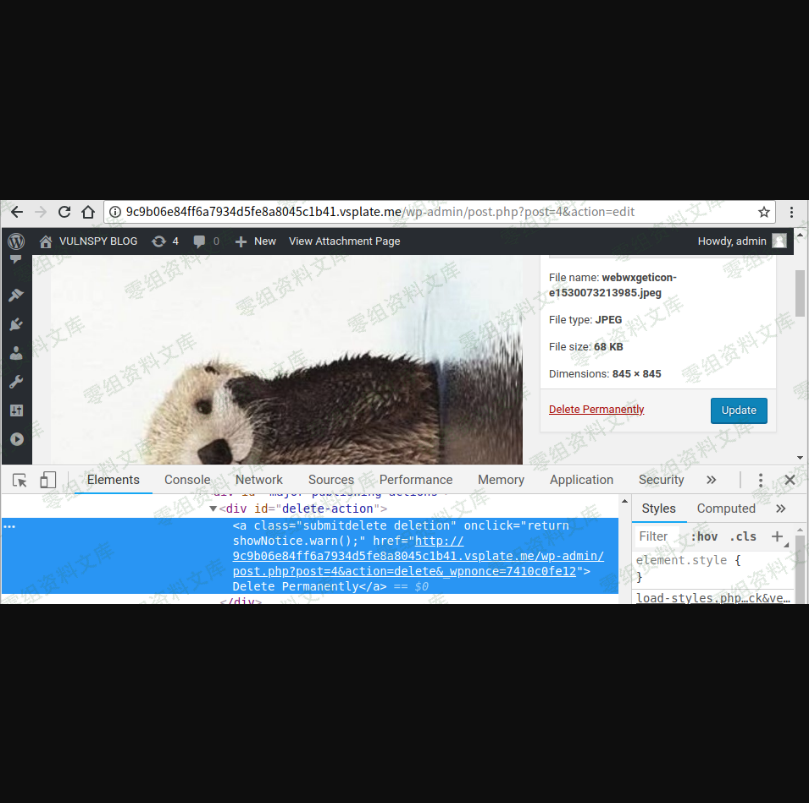 9c9b06e84ff6a7934d5fe8a8045c1b41.vsplate.me/wp-admin/post.php?post=4&action=edit
VULNSPY BLOG 4 0 New View Attachment Page Howdy, admin
File name: webwxgeticon-
e1530073213985.jpeg
File type: JPEG
File size: 68 KB
Dimensions: 845 × 845
Delete Permanently Update
Elements Console Network Sources Performance Memory Application Security »
<div id="major-publishing-actions"
▼<div id="delete-action">
Styles Computed »
<a class="submitdelete deletion" onclick="return
showNotice.warn();" href="http://
9c9b06e84ff6a7934d5fe8a8045c1b41.vsplate.me/wp-admin/
post.php?post=4&action=delete&_wpnonce=7410c0fe12">
Delete Permanently</a> == $0
</div>
Filter :hov .cls +
element.style {
}
load-styles.php…ck&ve…
零组资料文库